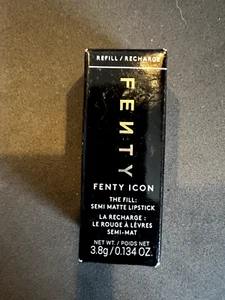 REFILL / RECHARGE
FENTY
FENTY ICON
THE FILL:
SEMI MATTE LIPSTICK
LA RECHARGE :
LE ROUGE À LÈVRES
SEMI-MAT
NET WT. / POIDS NET
3.8g / 0.134 OZ.